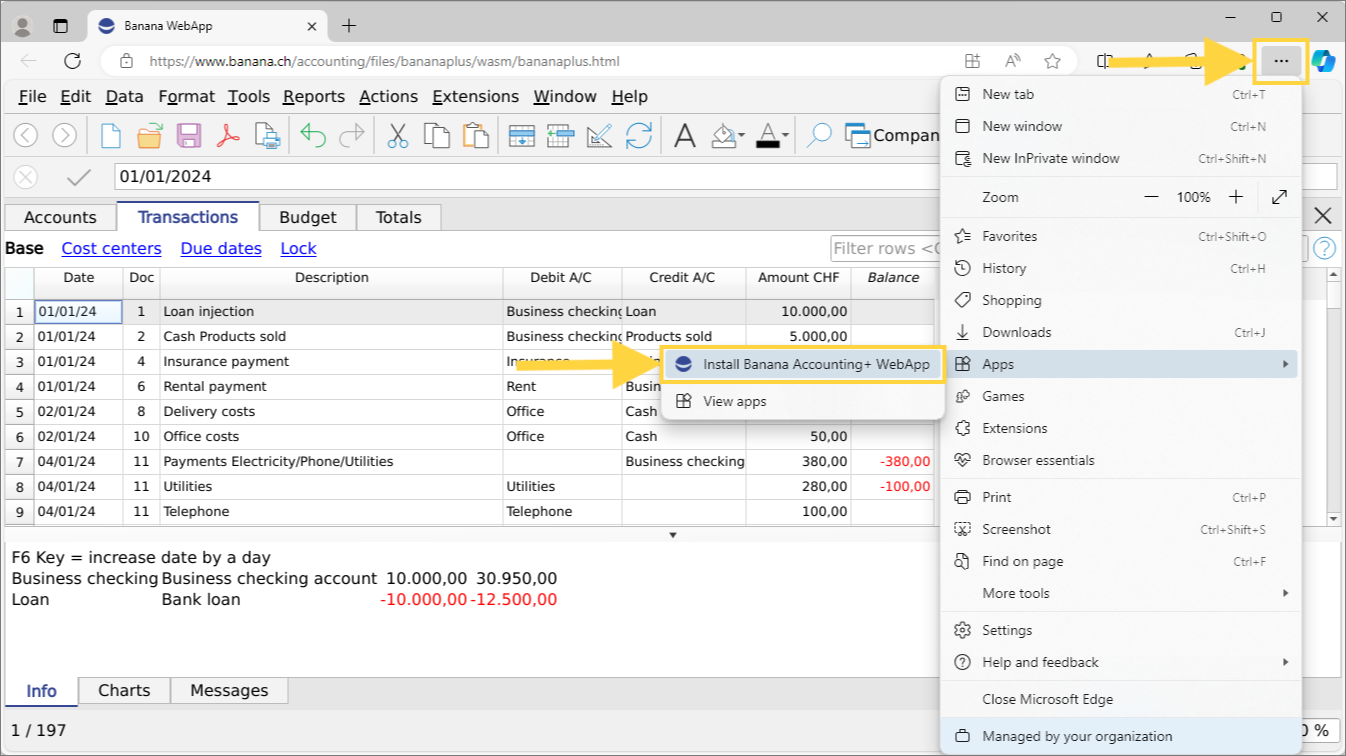 Banana WebApp
https://www.banana.ch/accounting/files/bananaplus/wasm/bananaplus.html
File Edit Data Format Tools Reports Actions Extensions Window Help
Compan
01/01/2024
Accounts Transactions Budget Totals
Base Cost centers Due dates Lock
Filter rows <C
Date Doc Description Debit A/C Credit A/C Amount CHF Balance
1 01/01/24 1 Loan injection Business checking Loan 10.000,00
2 01/01/24 2 Cash Products sold Business checking Products sold 5.000,00
3 01/01/24 4 Insurance payment Insurance
4 01/01/24 6 Rental payment Rent Busin
5 02/01/24 8 Delivery costs Office Cash
6 02/01/24 10 Office costs Office Cash 50,00
7 04/01/24 11 Payments Electricity/Phone/Utilities Business checking 380,00 -380,00
8 04/01/24 11 Utilities Utilities 280,00 -100,00
9 04/01/24 11 Telephone Telephone 100,00
Install Banana Accounting+ WebApp
View apps
New tab Ctrl+T
New window Ctrl+N
New InPrivate window Ctrl+Shift+N
Zoom — 100% +
Favorites Ctrl+Shift+O
History Ctrl+H
Shopping
Downloads Ctrl+J
Apps
Games
Extensions
Browser essentials
Print Ctrl+P
Screenshot Ctrl+Shift+S
Find on page Ctrl+F
More tools
Settings
Help and feedback
Close Microsoft Edge
Managed by your organization
F6 Key = increase date by a day
Business checking Business checking account 10.000,00 30.950,00
Loan Bank loan -10.000,00 -12.500,00
Info Charts Messages
1 / 197
0 %